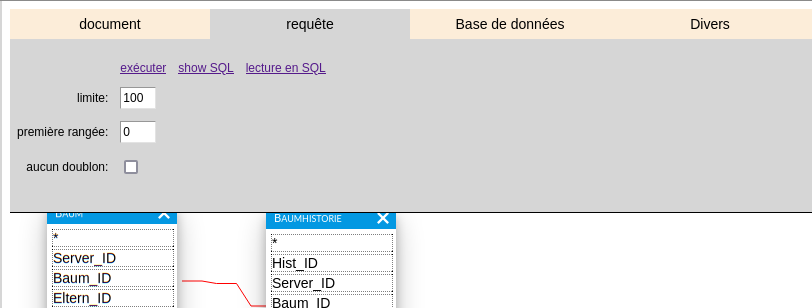 document requête Base de données Divers
exécuter show SQL lecture en SQL
limite: 100
première rangée: 0
aucun doublon:
Baum
Baumhistorie
*
Server_ID
Baum_ID
Eltern_ID
*
Hist_ID
Server_ID
Baum_ID